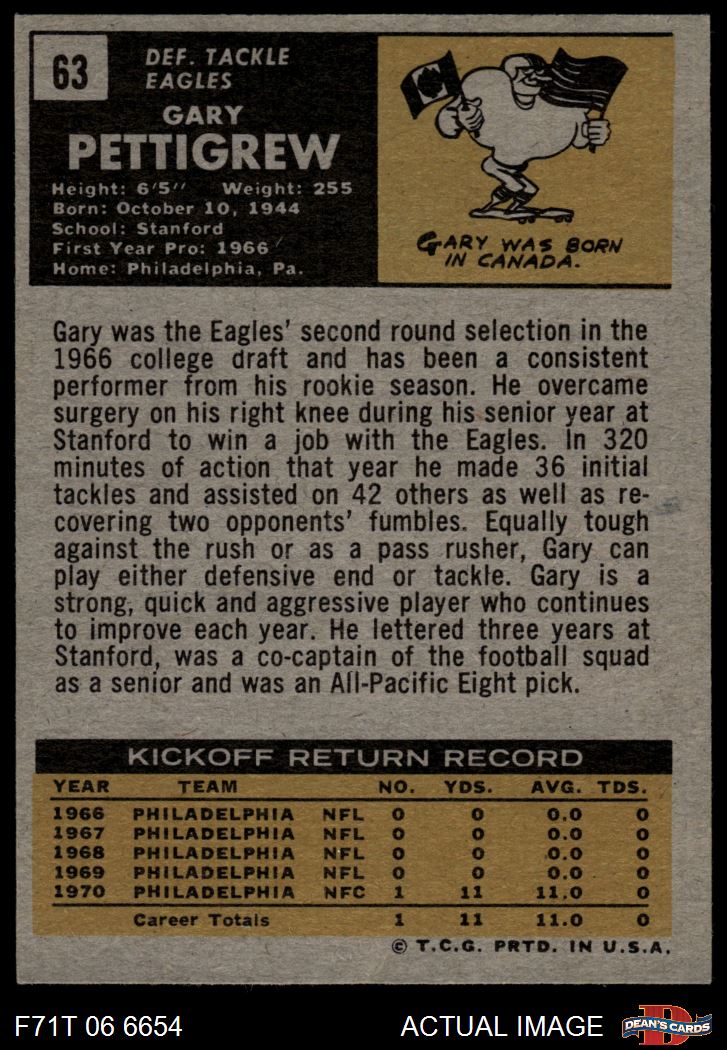 63
DEF. TACKLE
EAGLES
GARY
PETTIGREW
Height: 6'5" Weight: 255
Born: October 10, 1944
School: Stanford
First Year Pro: 1966
Home: Philadelphia, Pa.
GARY WAS BORN
IN CANADA.
Gary was the Eagles' second round selection in the
1966 college draft and has been a consistent
performer from his rookie season. He overcame
surgery on his right knee during his senior year at
Stanford to win a job with the Eagles. In 320
minutes of action that year he made 36 initial
tackles and assisted on 42 others as well as re-
covering two opponents' fumbles. Equally tough
against the rush or as a pass rusher, Gary can
play either defensive end or tackle. Gary is a
strong, quick and aggressive player who continues
to improve each year. He lettered three years at
Stanford, was a co-captain of the football squad
as a senior and was an All-Pacific Eight pick.
KICKOFF RETURN RECORD
YEAR TEAM NO. YDS. AVG. TDS.
1966 PHILADELPHIA NFL 0 0 0.0 0
1967 PHILADELPHIA NFL 0 0 0.0 0
1968 PHILADELPHIA NFL 0 0 0.0 0
1969 PHILADELPHIA NFL 0 0 0.0 0
1970 PHILADELPHIA NFC 1 11 11.0 0
Career Totals 1 11 11.0 0
© T.C.G. PRTD. IN U.S.A.
F71T 06 6654 ACTUAL IMAGE
D
DEAN'S CARDS